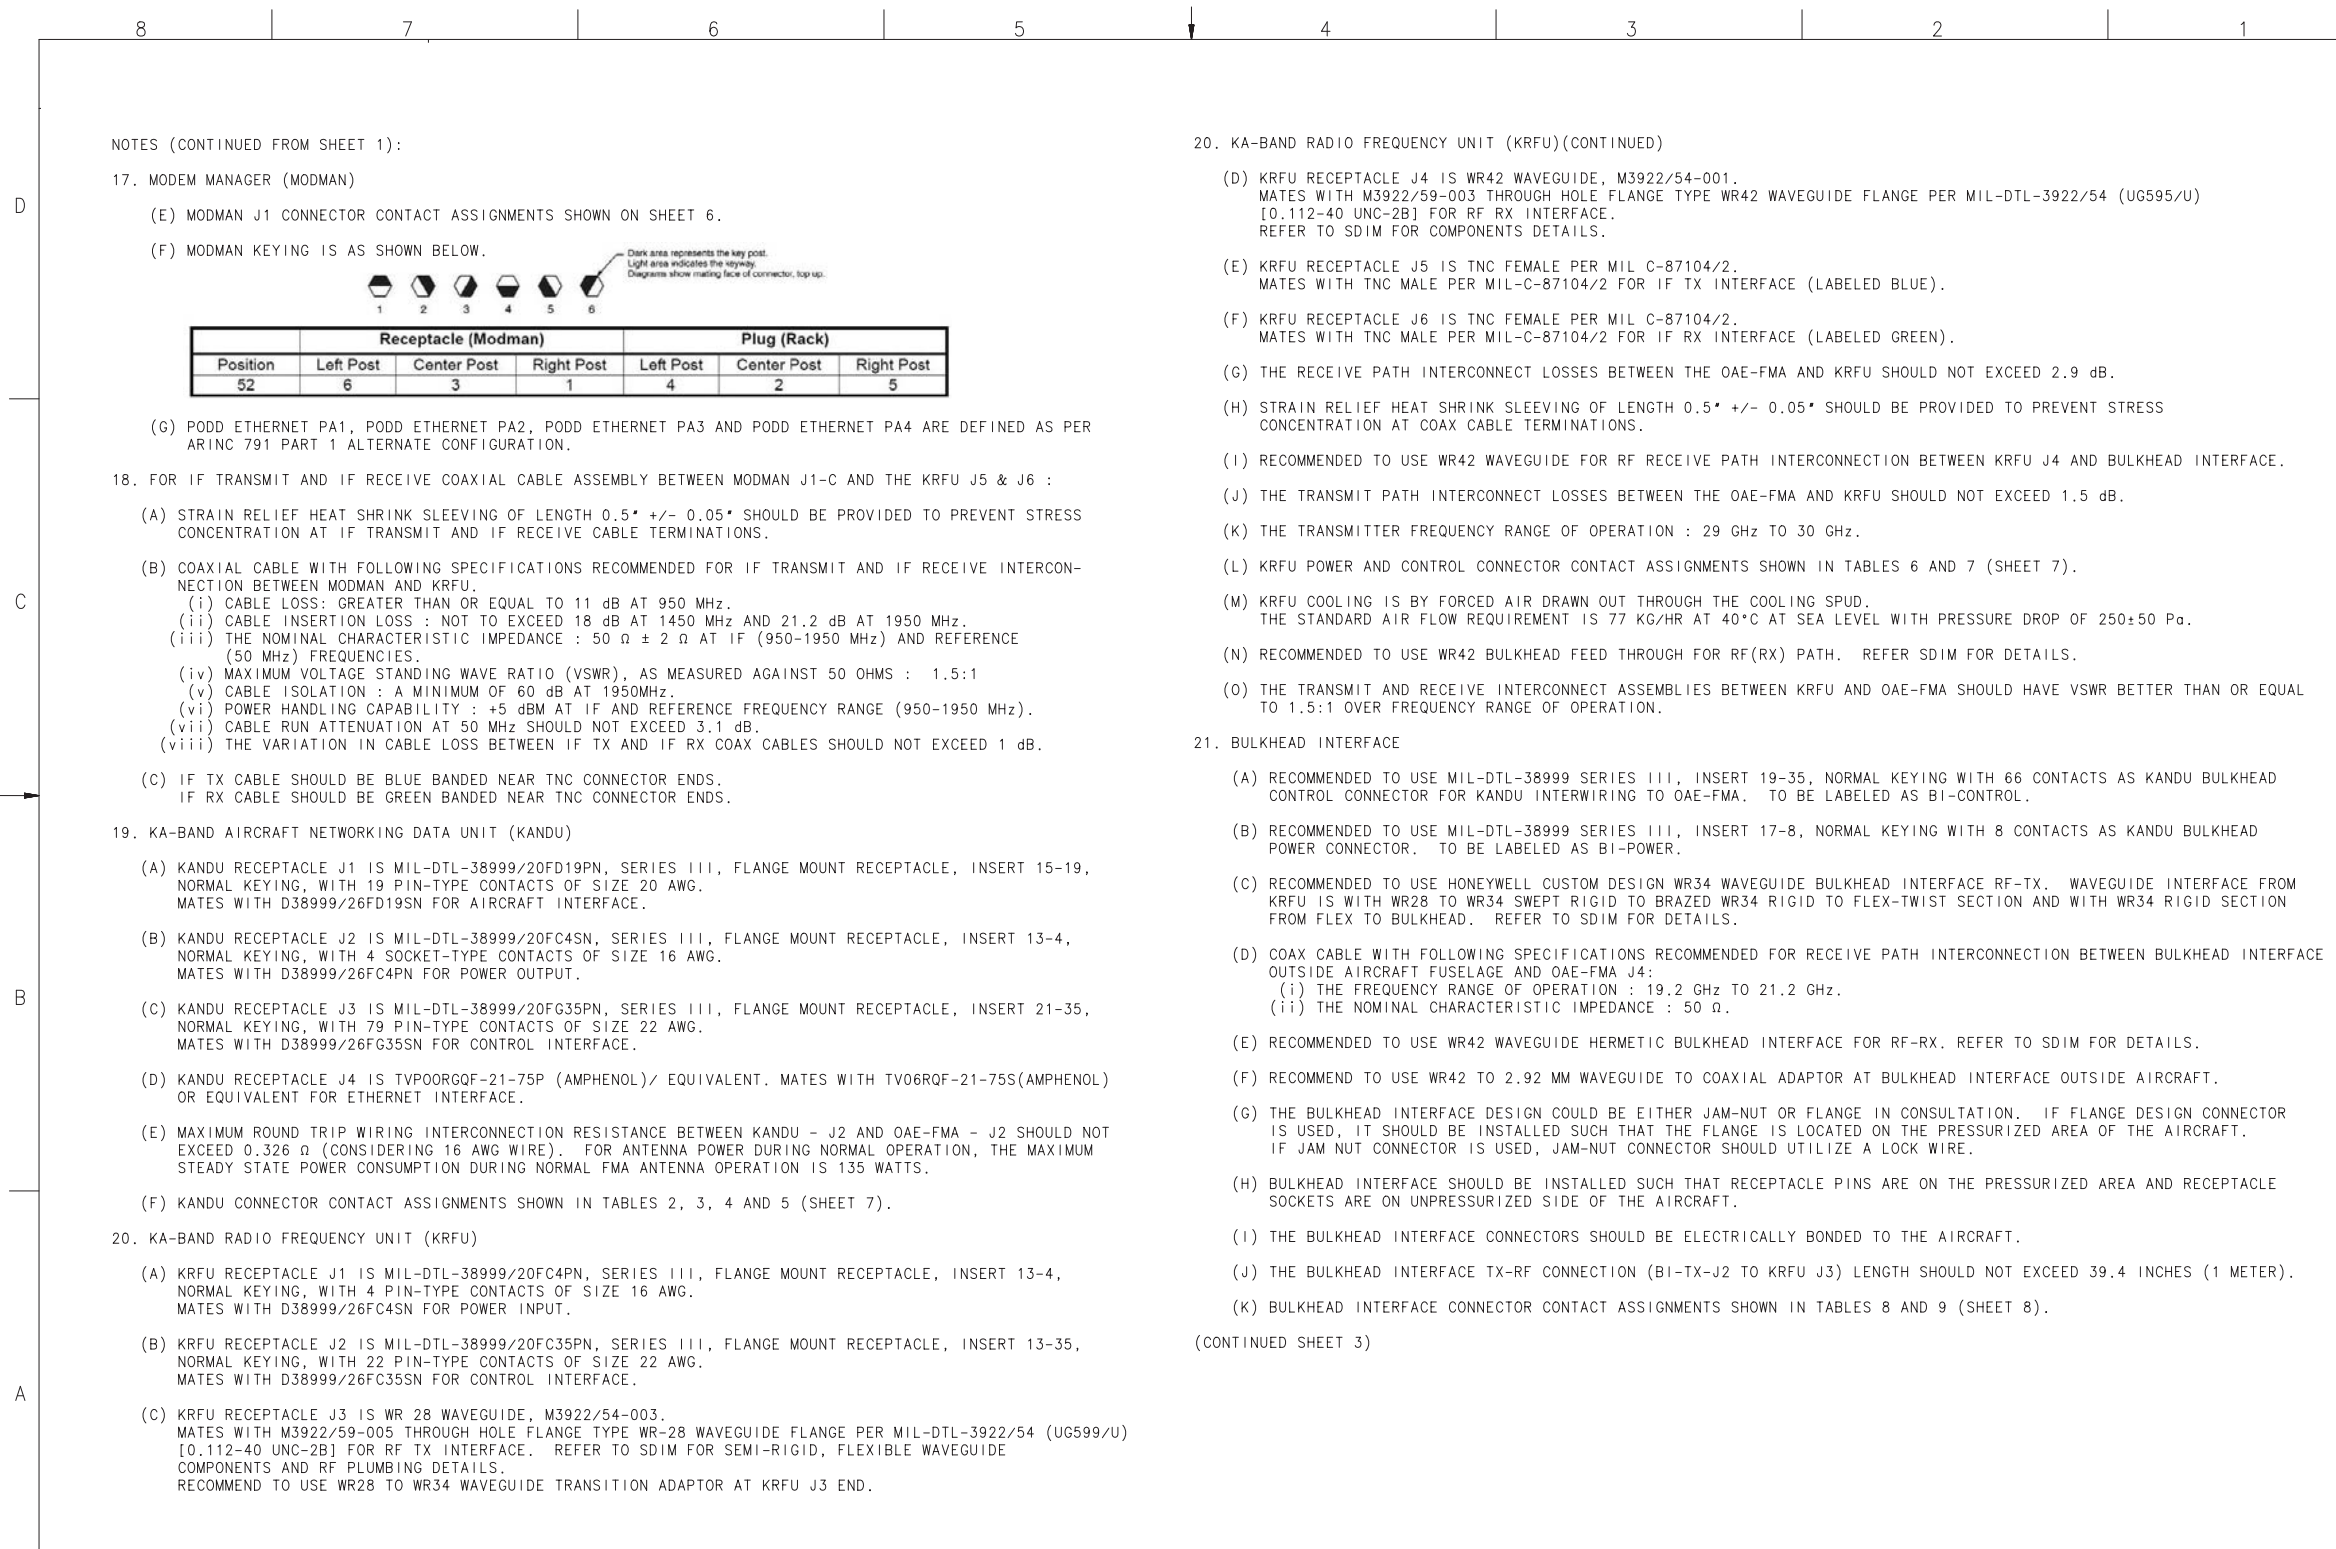 8 7 6 5 4 3 2 1
D
C
B
A
NOTES (CONTINUED FROM SHEET 1):
17. MODEM MANAGER (MODMAN)
(E) MODMAN J1 CONNECTOR CONTACT ASSIGNMENTS SHOWN ON SHEET 6.
(F) MODMAN KEYING IS AS SHOWN BELOW.
Dark area represents the key post.
Light area indicates the keyway.
Diagrams show mating face of connector, top up.
1 2 3 4 5 6
Receptacle (Modman) Plug (Rack)
Position Left Post Center Post Right Post Left Post Center Post Right Post
52 6 3 1 4 2 5
(G) PODD ETHERNET PA1, PODD ETHERNET PA2, PODD ETHERNET PA3 AND PODD ETHERNET PA4 ARE DEFINED AS PER
ARINC 791 PART 1 ALTERNATE CONFIGURATION.
18. FOR IF TRANSMIT AND IF RECEIVE COAXIAL CABLE ASSEMBLY BETWEEN MODMAN J1-C AND THE KRFU J5 & J6 :
(A) STRAIN RELIEF HEAT SHRINK SLEEVING OF LENGTH 0.5" +/- 0.05" SHOULD BE PROVIDED TO PREVENT STRESS
CONCENTRATION AT IF TRANSMIT AND IF RECEIVE CABLE TERMINATIONS.
(B) COAXIAL CABLE WITH FOLLOWING SPECIFICATIONS RECOMMENDED FOR IF TRANSMIT AND IF RECEIVE INTERCON-
NECTION BETWEEN MODMAN AND KRFU.
(i) CABLE LOSS: GREATER THAN OR EQUAL TO 11 dB AT 950 MHz.
(ii) CABLE INSERTION LOSS : NOT TO EXCEED 18 dB AT 1450 MHz AND 21.2 dB AT 1950 MHz.
(iii) THE NOMINAL CHARACTERISTIC IMPEDANCE : 50 Ω ± 2 Ω AT IF (950-1950 MHz) AND REFERENCE
(50 MHz) FREQUENCIES.
(iv) MAXIMUM VOLTAGE STANDING WAVE RATIO (VSWR), AS MEASURED AGAINST 50 OHMS : 1.5:1
(v) CABLE ISOLATION : A MINIMUM OF 60 dB AT 1950MHz.
(vi) POWER HANDLING CAPABILITY : +5 dBM AT IF AND REFERENCE FREQUENCY RANGE (950-1950 MHz).
(vii) CABLE RUN ATTENUATION AT 50 MHz SHOULD NOT EXCEED 3.1 dB.
(viii) THE VARIATION IN CABLE LOSS BETWEEN IF TX AND IF RX COAX CABLES SHOULD NOT EXCEED 1 dB.
(C) IF TX CABLE SHOULD BE BLUE BANDED NEAR TNC CONNECTOR ENDS.
IF RX CABLE SHOULD BE GREEN BANDED NEAR TNC CONNECTOR ENDS.
19. KA-BAND AIRCRAFT NETWORKING DATA UNIT (KANDU)
(A) KANDU RECEPTACLE J1 IS MIL-DTL-38999/20FD19PN, SERIES III, FLANGE MOUNT RECEPTACLE, INSERT 15-19,
NORMAL KEYING, WITH 19 PIN-TYPE CONTACTS OF SIZE 20 AWG.
MATES WITH D38999/26FD19SN FOR AIRCRAFT INTERFACE.
(B) KANDU RECEPTACLE J2 IS MIL-DTL-38999/20FC4SN, SERIES III, FLANGE MOUNT RECEPTACLE, INSERT 13-4,
NORMAL KEYING, WITH 4 SOCKET-TYPE CONTACTS OF SIZE 16 AWG.
MATES WITH D38999/26FC4PN FOR POWER OUTPUT.
(C) KANDU RECEPTACLE J3 IS MIL-DTL-38999/20FG35PN, SERIES III, FLANGE MOUNT RECEPTACLE, INSERT 21-35,
NORMAL KEYING, WITH 79 PIN-TYPE CONTACTS OF SIZE 22 AWG.
MATES WITH D38999/26FG35SN FOR CONTROL INTERFACE.
(D) KANDU RECEPTACLE J4 IS TVPOORGQF-21-75P (AMPHENOL)/ EQUIVALENT. MATES WITH TV06RQF-21-75S(AMPHENOL)
OR EQUIVALENT FOR ETHERNET INTERFACE.
(E) MAXIMUM ROUND TRIP WIRING INTERCONNECTION RESISTANCE BETWEEN KANDU - J2 AND OAE-FMA - J2 SHOULD NOT
EXCEED 0.326 Ω (CONSIDERING 16 AWG WIRE). FOR ANTENNA POWER DURING NORMAL OPERATION, THE MAXIMUM
STEADY STATE POWER CONSUMPTION DURING NORMAL FMA ANTENNA OPERATION IS 135 WATTS.
(F) KANDU CONNECTOR CONTACT ASSIGNMENTS SHOWN IN TABLES 2, 3, 4 AND 5 (SHEET 7).
20. KA-BAND RADIO FREQUENCY UNIT (KRFU)
(A) KRFU RECEPTACLE J1 IS MIL-DTL-38999/20FC4PN, SERIES III, FLANGE MOUNT RECEPTACLE, INSERT 13-4,
NORMAL KEYING, WITH 4 PIN-TYPE CONTACTS OF SIZE 16 AWG.
MATES WITH D38999/26FC4SN FOR POWER INPUT.
(B) KRFU RECEPTACLE J2 IS MIL-DTL-38999/20FC35PN, SERIES III, FLANGE MOUNT RECEPTACLE, INSERT 13-35,
NORMAL KEYING, WITH 22 PIN-TYPE CONTACTS OF SIZE 22 AWG.
MATES WITH D38999/26FC35SN FOR CONTROL INTERFACE.
(C) KRFU RECEPTACLE J3 IS WR 28 WAVEGUIDE, M3922/54-003.
MATES WITH M3922/59-005 THROUGH HOLE FLANGE TYPE WR-28 WAVEGUIDE FLANGE PER MIL-DTL-3922/54 (UG599/U)
[0.112-40 UNC-2B] FOR RF TX INTERFACE. REFER TO SDIM FOR SEMI-RIGID, FLEXIBLE WAVEGUIDE
COMPONENTS AND RF PLUMBING DETAILS.
RECOMMEND TO USE WR28 TO WR34 WAVEGUIDE TRANSITION ADAPTOR AT KRFU J3 END.
20. KA-BAND RADIO FREQUENCY UNIT (KRFU)(CONTINUED)
(D) KRFU RECEPTACLE J4 IS WR42 WAVEGUIDE, M3922/54-001.
MATES WITH M3922/59-003 THROUGH HOLE FLANGE TYPE WR42 WAVEGUIDE FLANGE PER MIL-DTL-3922/54 (UG595/U)
[0.112-40 UNC-2B] FOR RF RX INTERFACE.
REFER TO SDIM FOR COMPONENTS DETAILS.
(E) KRFU RECEPTACLE J5 IS TNC FEMALE PER MIL C-87104/2.
MATES WITH TNC MALE PER MIL-C-87104/2 FOR IF TX INTERFACE (LABELED BLUE).
(F) KRFU RECEPTACLE J6 IS TNC FEMALE PER MIL C-87104/2.
MATES WITH TNC MALE PER MIL-C-87104/2 FOR IF RX INTERFACE (LABELED GREEN).
(G) THE RECEIVE PATH INTERCONNECT LOSSES BETWEEN THE OAE-FMA AND KRFU SHOULD NOT EXCEED 2.9 dB.
(H) STRAIN RELIEF HEAT SHRINK SLEEVING OF LENGTH 0.5" +/- 0.05" SHOULD BE PROVIDED TO PREVENT STRESS
CONCENTRATION AT COAX CABLE TERMINATIONS.
(I) RECOMMENDED TO USE WR42 WAVEGUIDE FOR RF RECEIVE PATH INTERCONNECTION BETWEEN KRFU J4 AND BULKHEAD INTERFACE.
(J) THE TRANSMIT PATH INTERCONNECT LOSSES BETWEEN THE OAE-FMA AND KRFU SHOULD NOT EXCEED 1.5 dB.
(K) THE TRANSMITTER FREQUENCY RANGE OF OPERATION : 29 GHz TO 30 GHz.
(L) KRFU POWER AND CONTROL CONNECTOR CONTACT ASSIGNMENTS SHOWN IN TABLES 6 AND 7 (SHEET 7).
(M) KRFU COOLING IS BY FORCED AIR DRAWN OUT THROUGH THE COOLING SPUD.
THE STANDARD AIR FLOW REQUIREMENT IS 77 KG/HR AT 40°C AT SEA LEVEL WITH PRESSURE DROP OF 250±50 Pa.
(N) RECOMMENDED TO USE WR42 BULKHEAD FEED THROUGH FOR RF(RX) PATH. REFER SDIM FOR DETAILS.
(O) THE TRANSMIT AND RECEIVE INTERCONNECT ASSEMBLIES BETWEEN KRFU AND OAE-FMA SHOULD HAVE VSWR BETTER THAN OR EQUAL
TO 1.5:1 OVER FREQUENCY RANGE OF OPERATION.
21. BULKHEAD INTERFACE
(A) RECOMMENDED TO USE MIL-DTL-38999 SERIES III, INSERT 19-35, NORMAL KEYING WITH 66 CONTACTS AS KANDU BULKHEAD
CONTROL CONNECTOR FOR KANDU INTERWIRING TO OAE-FMA. TO BE LABELED AS BI-CONTROL.
(B) RECOMMENDED TO USE MIL-DTL-38999 SERIES III, INSERT 17-8, NORMAL KEYING WITH 8 CONTACTS AS KANDU BULKHEAD
POWER CONNECTOR. TO BE LABELED AS BI-POWER.
(C) RECOMMENDED TO USE HONEYWELL CUSTOM DESIGN WR34 WAVEGUIDE BULKHEAD INTERFACE RF-TX. WAVEGUIDE INTERFACE FROM
KRFU IS WITH WR28 TO WR34 SWEPT RIGID TO BRAZED WR34 RIGID TO FLEX-TWIST SECTION AND WITH WR34 RIGID SECTION
FROM FLEX TO BULKHEAD. REFER TO SDIM FOR DETAILS.
(D) COAX CABLE WITH FOLLOWING SPECIFICATIONS RECOMMENDED FOR RECEIVE PATH INTERCONNECTION BETWEEN BULKHEAD INTERFACE
OUTSIDE AIRCRAFT FUSELAGE AND OAE-FMA J4:
(i) THE FREQUENCY RANGE OF OPERATION : 19.2 GHz TO 21.2 GHz.
(ii) THE NOMINAL CHARACTERISTIC IMPEDANCE : 50 Ω.
(E) RECOMMENDED TO USE WR42 WAVEGUIDE HERMETIC BULKHEAD INTERFACE FOR RF-RX. REFER TO SDIM FOR DETAILS.
(F) RECOMMEND TO USE WR42 TO 2.92 MM WAVEGUIDE TO COAXIAL ADAPTOR AT BULKHEAD INTERFACE OUTSIDE AIRCRAFT.
(G) THE BULKHEAD INTERFACE DESIGN COULD BE EITHER JAM-NUT OR FLANGE IN CONSULTATION. IF FLANGE DESIGN CONNECTOR
IS USED, IT SHOULD BE INSTALLED SUCH THAT THE FLANGE IS LOCATED ON THE PRESSURIZED AREA OF THE AIRCRAFT.
IF JAM NUT CONNECTOR IS USED, JAM-NUT CONNECTOR SHOULD UTILIZE A LOCK WIRE.
(H) BULKHEAD INTERFACE SHOULD BE INSTALLED SUCH THAT RECEPTACLE PINS ARE ON THE PRESSURIZED AREA AND RECEPTACLE
SOCKETS ARE ON UNPRESSURIZED SIDE OF THE AIRCRAFT.
(I) THE BULKHEAD INTERFACE CONNECTORS SHOULD BE ELECTRICALLY BONDED TO THE AIRCRAFT.
(J) THE BULKHEAD INTERFACE TX-RF CONNECTION (BI-TX-J2 TO KRFU J3) LENGTH SHOULD NOT EXCEED 39.4 INCHES (1 METER).
(K) BULKHEAD INTERFACE CONNECTOR CONTACT ASSIGNMENTS SHOWN IN TABLES 8 AND 9 (SHEET 8).
(CONTINUED SHEET 3)